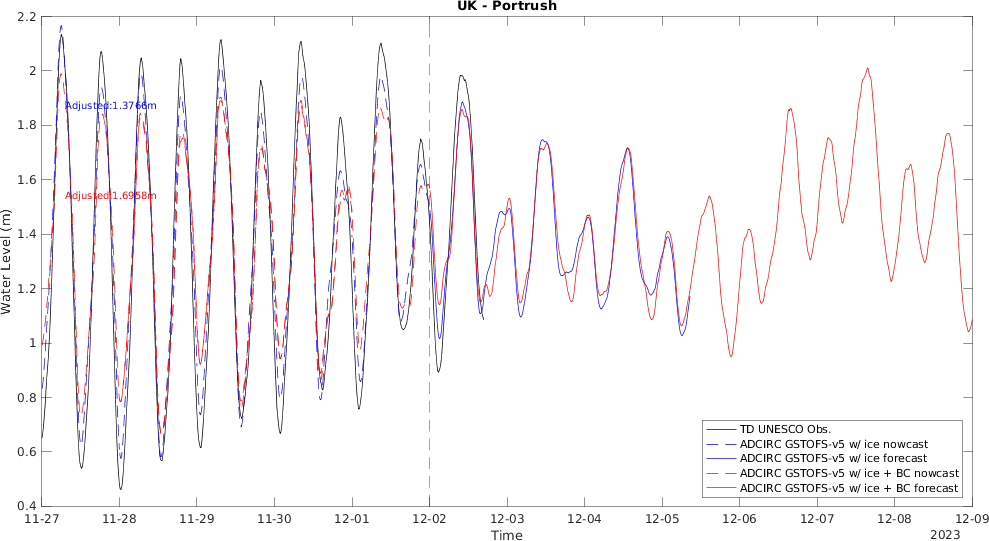 UK - Portrush
Water Level (m)
2.2
2
1.8
1.6
1.4
1.2
1
0.8
0.6
0.4
Adjusted:1.3766m
Adjusted:1.6958m
TD UNESCO Obs.
ADCIRC GSTOFS-v5 w/ ice nowcast
ADCIRC GSTOFS-v5 w/ ice forecast
ADCIRC GSTOFS-v5 w/ ice + BC nowcast
ADCIRC GSTOFS-v5 w/ ice + BC forecast
11-27 11-28 11-29 11-30 12-01 12-02 12-03 12-04 12-05 12-06 12-07 12-08 12-09
Time
2023